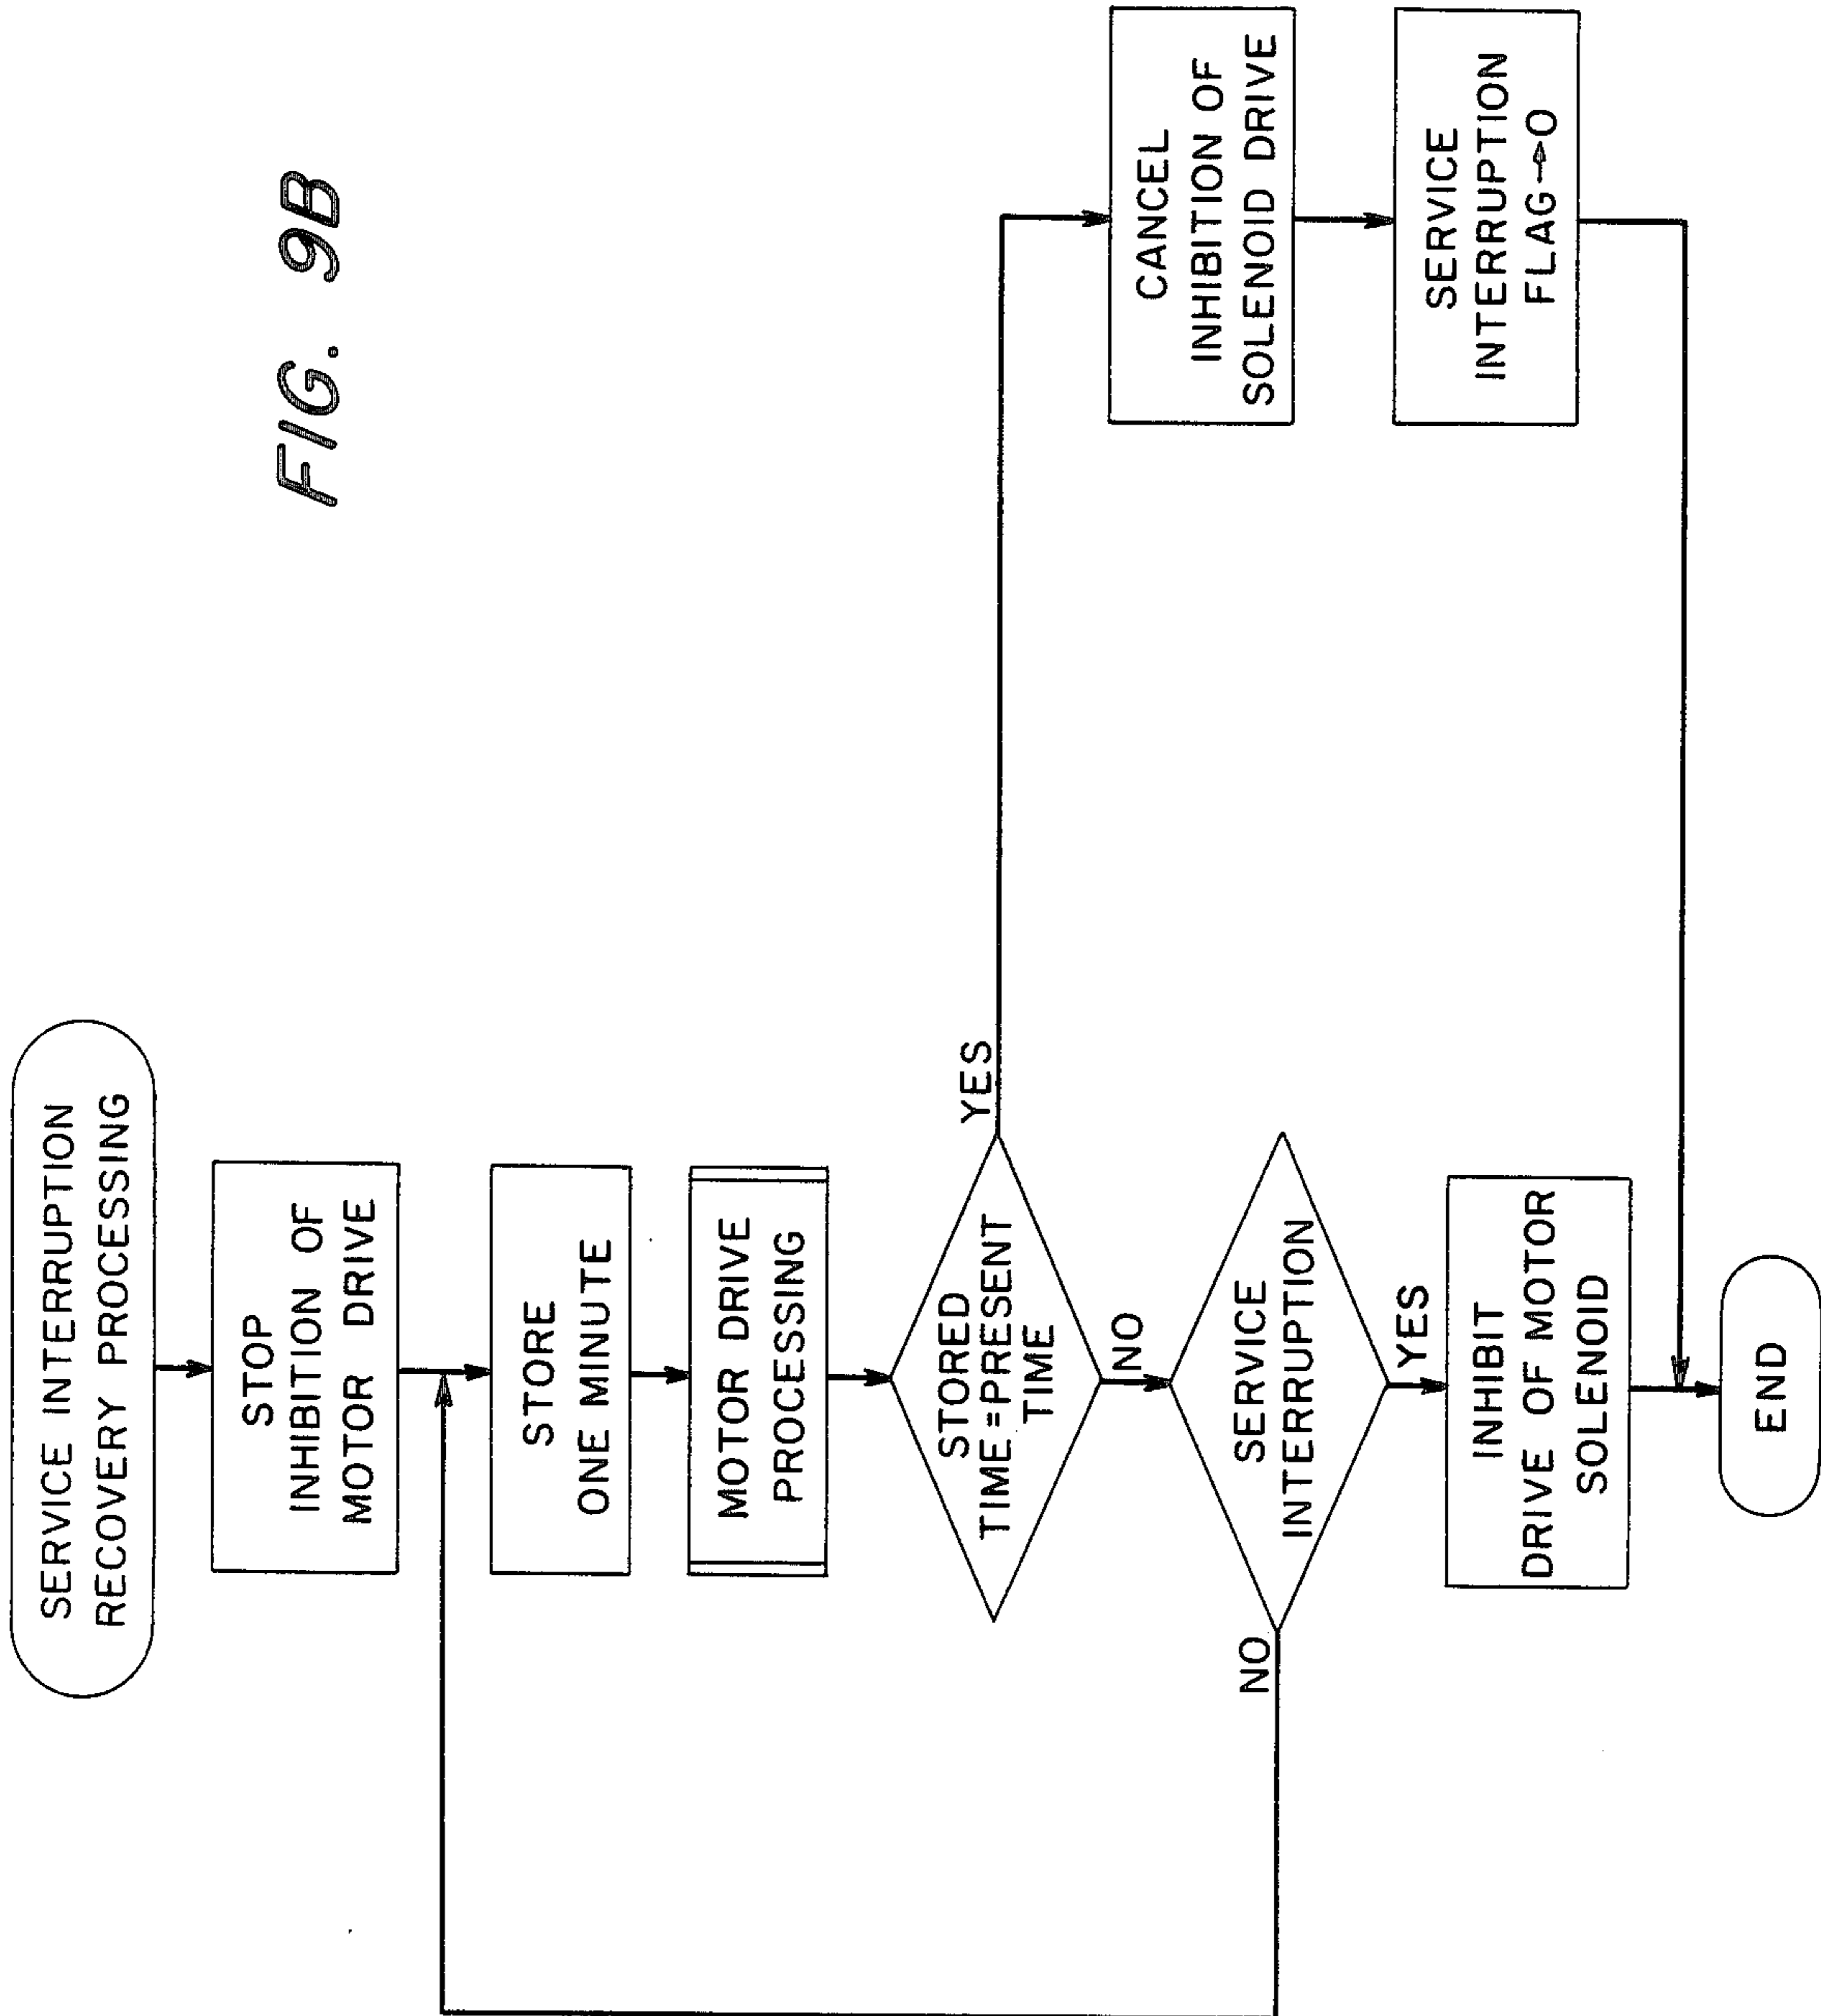 FIG. 9B
SERVICE INTERRUPTION
RECOVERY PROCESSING
STOP
INHIBITION OF
MOTOR DRIVE
STORE
ONE MINUTE
MOTOR DRIVE
PROCESSING
STORED
TIME=PRESENT
TIME
YES
NO
CANCEL
INHIBITION OF
SOLENOID DRIVE
SERVICE
INTERRUPTION
FLAG→O
SERVICE
INTERRUPTION
NO
YES
INHIBIT
DRIVE OF MOTOR
SOLENOID
END